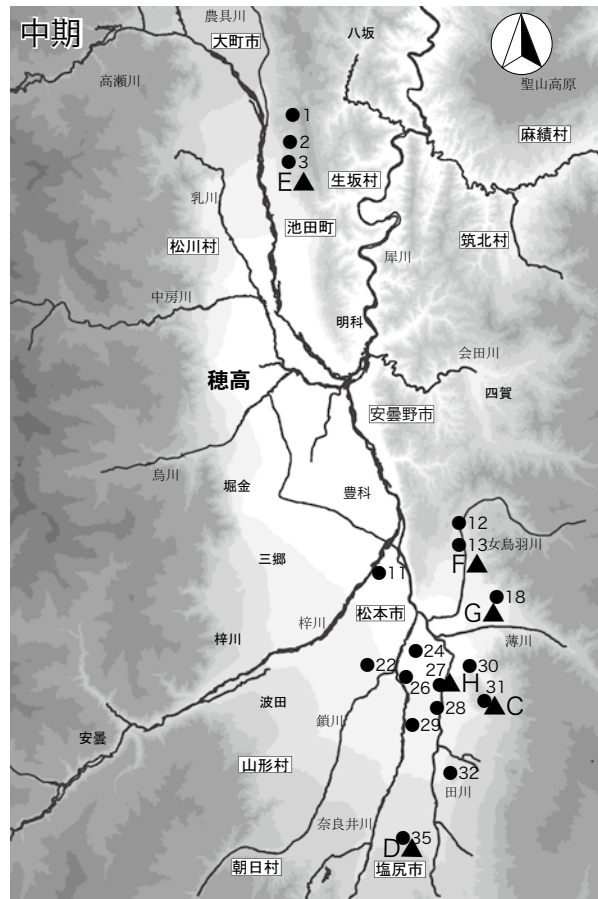 中期
農具川
大町市
八坂
高瀬川
聖山高原
麻績村
1
2
3
E
生坂村
乳川
池田町
松川村
筑北村
犀川
中房川
明科
会田川
穂高
四賀
安曇野市
烏川
堀金
豊科
12
13
女鳥羽川
F
三郷
11
18
G
松本市
梓川
薄川
梓川
24
22
27
30
26
H
31
C
波田
28
鎖川
29
安曇
山形村
32
田川
奈良井川
35
D
朝日村
塩尻市